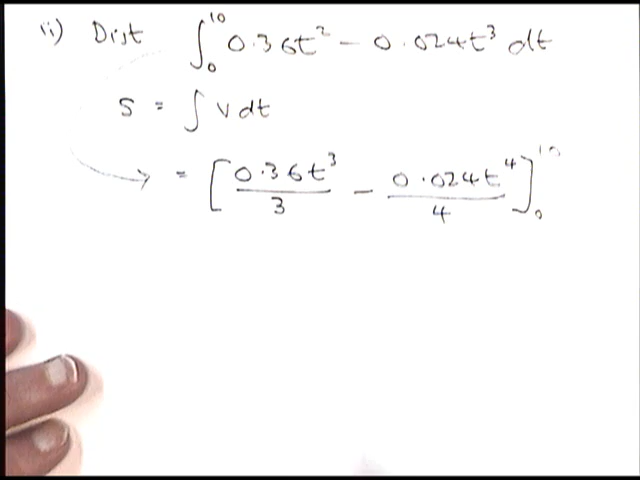 ii) Dist ∫₀¹⁰ 0.36t² − 0.024t³ dt
s = ∫ v dt
= [0.36t³/3 − 0.024t⁴/4]₀¹⁰